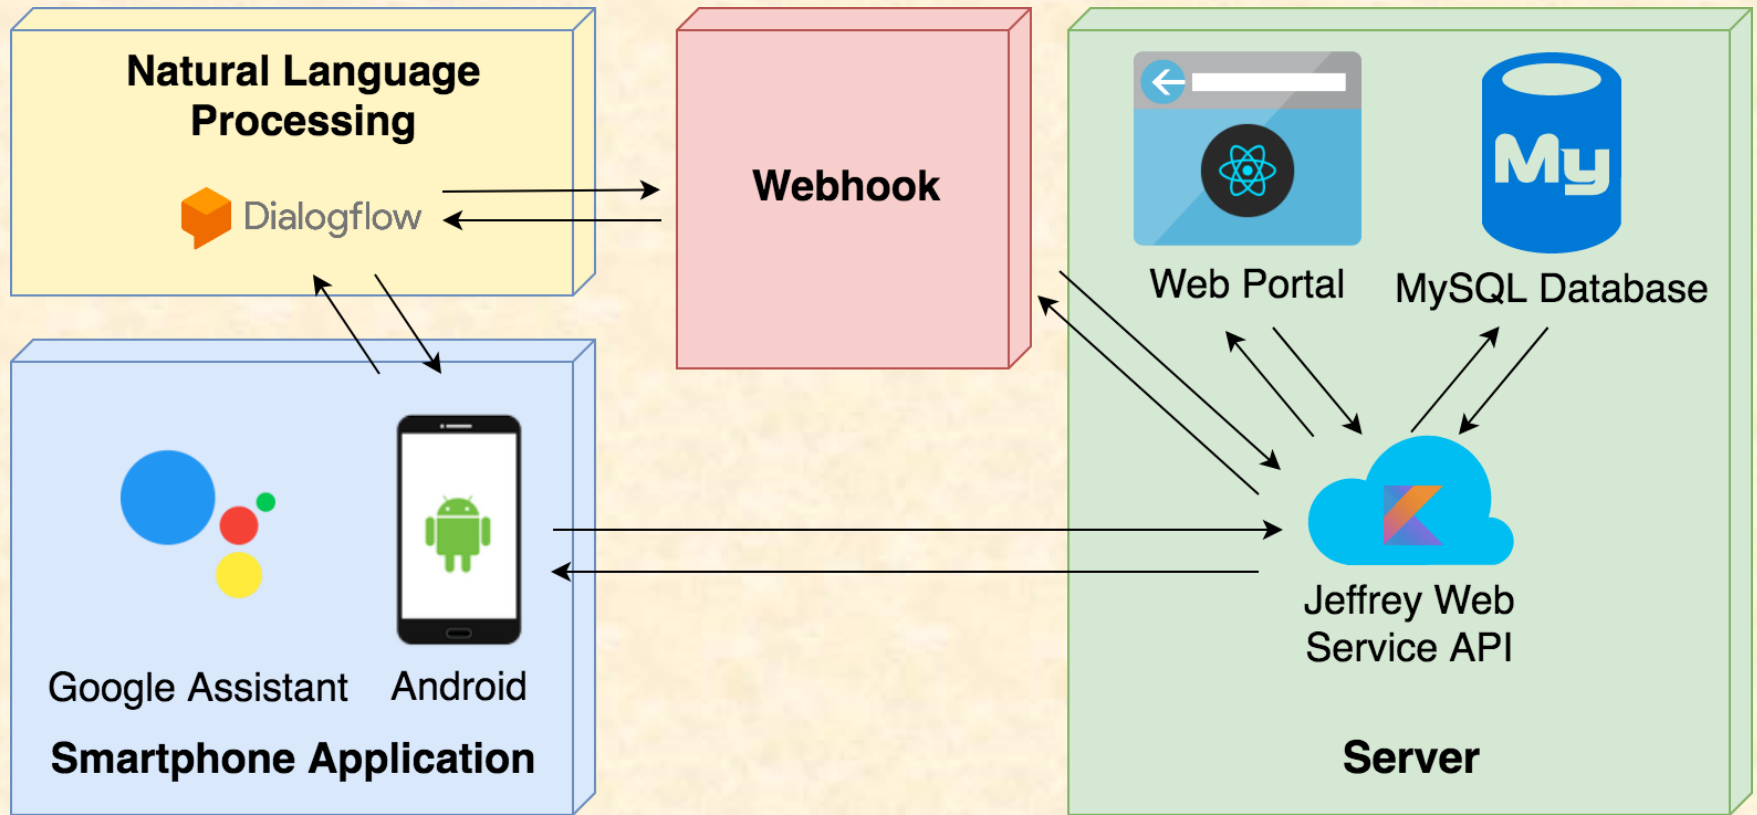 Natural Language
Processing
Dialogflow
Webhook
My
Web Portal
MySQL Database
Google Assistant
Android
Smartphone Application
Jeffrey Web
Service API
Server